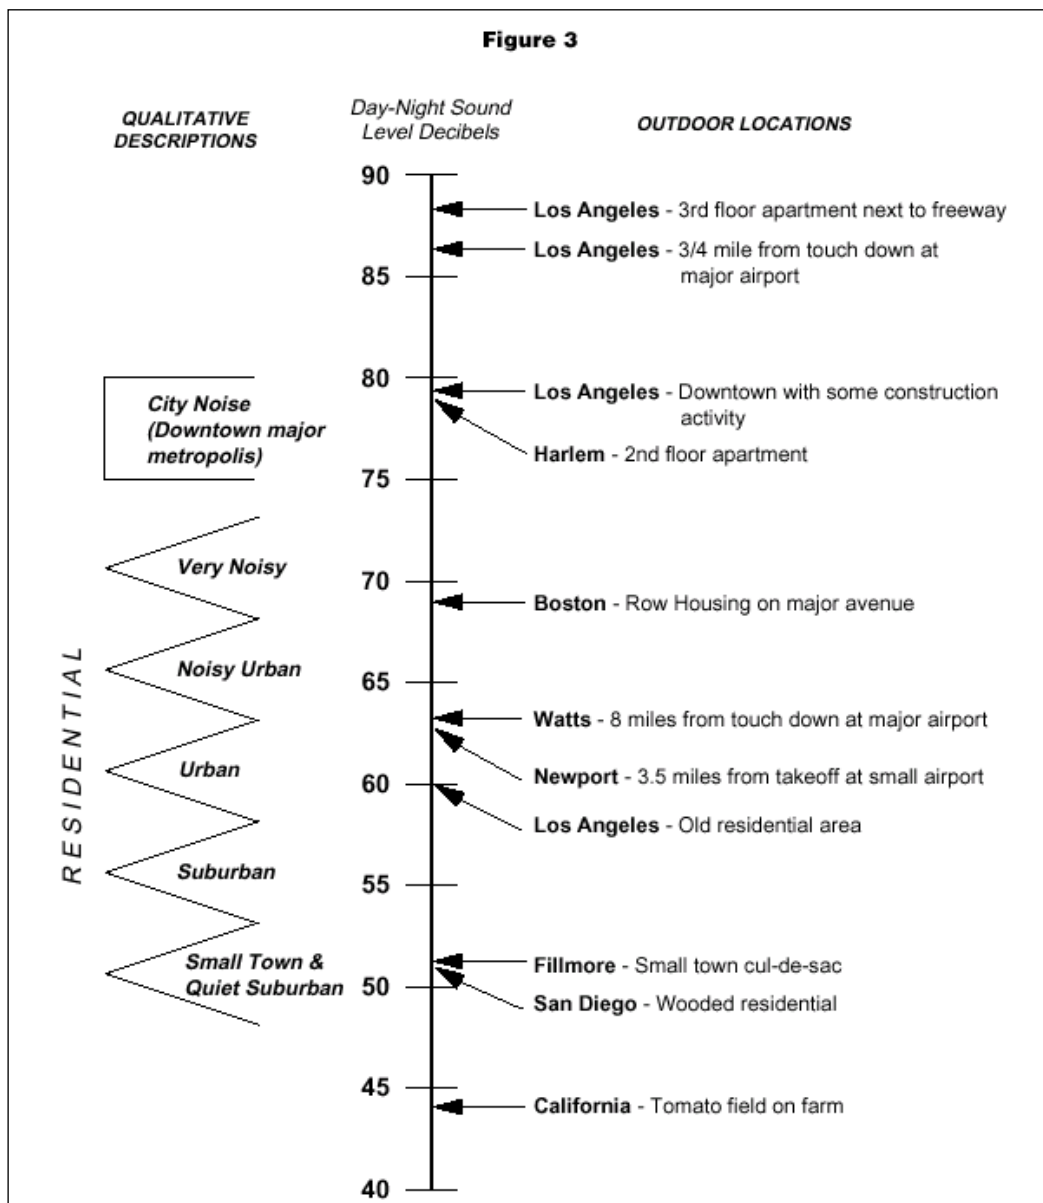 Figure 3
QUALITATIVE
DESCRIPTIONS
Day-Night Sound
Level Decibels
OUTDOOR LOCATIONS
90
Los Angeles - 3rd floor apartment next to freeway
Los Angeles - 3/4 mile from touch down at
major airport
85
80
City Noise
(Downtown major
metropolis)
Los Angeles - Downtown with some construction
activity
Harlem - 2nd floor apartment
75
Very Noisy
70
Boston - Row Housing on major avenue
RESIDENTIAL
Noisy Urban
65
Watts - 8 miles from touch down at major airport
Urban
Newport - 3.5 miles from takeoff at small airport
60
Los Angeles - Old residential area
Suburban
55
Small Town &
Quiet Suburban
Fillmore - Small town cul-de-sac
50
San Diego - Wooded residential
45
California - Tomato field on farm
40